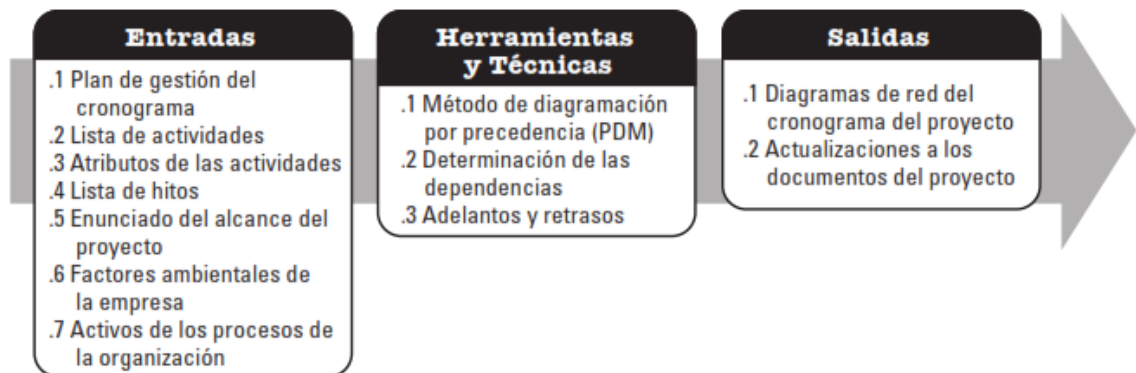 Entradas
.1 Plan de gestión del
cronograma
.2 Lista de actividades
.3 Atributos de las actividades
.4 Lista de hitos
.5 Enunciado del alcance del
proyecto
.6 Factores ambientales de
la empresa
.7 Activos de los procesos de
la organización
Herramientas
y Técnicas
.1 Método de diagramación
por precedencia (PDM)
.2 Determinación de las
dependencias
.3 Adelantos y retrasos
Salidas
.1 Diagramas de red del
cronograma del proyecto
.2 Actualizaciones a los
documentos del proyecto